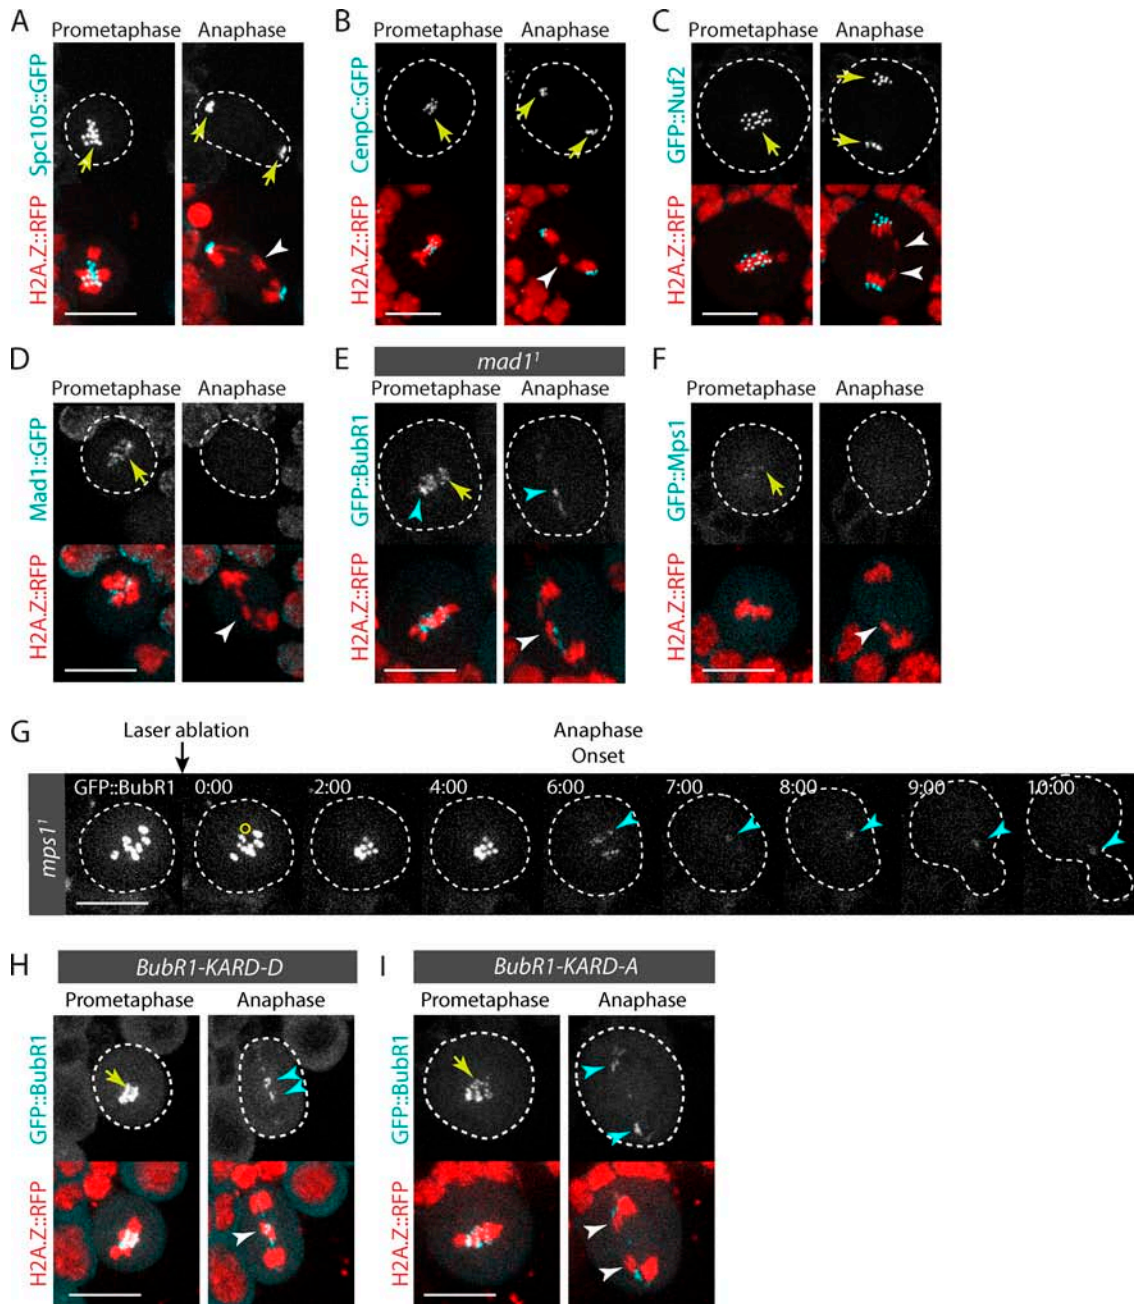 A
Prometaphase Anaphase
Spc105::GFP
H2A.Z::RFP
B
Prometaphase Anaphase
CenpC::GFP
H2A.Z::RFP
C
Prometaphase Anaphase
GFP::Nuf2
H2A.Z::RFP
D
Prometaphase Anaphase
Mad1::GFP
H2A.Z::RFP
E
mad1¹
Prometaphase Anaphase
GFP::BubR1
H2A.Z::RFP
F
Prometaphase Anaphase
GFP::Mps1
H2A.Z::RFP
G
Laser ablation
Anaphase
Onset
mps1¹
GFP::BubR1 0:00 2:00 4:00 6:00 7:00 8:00 9:00 10:00
H
BubR1-KARD-D
Prometaphase Anaphase
GFP::BubR1
H2A.Z::RFP
I
BubR1-KARD-A
Prometaphase Anaphase
GFP::BubR1
H2A.Z::RFP